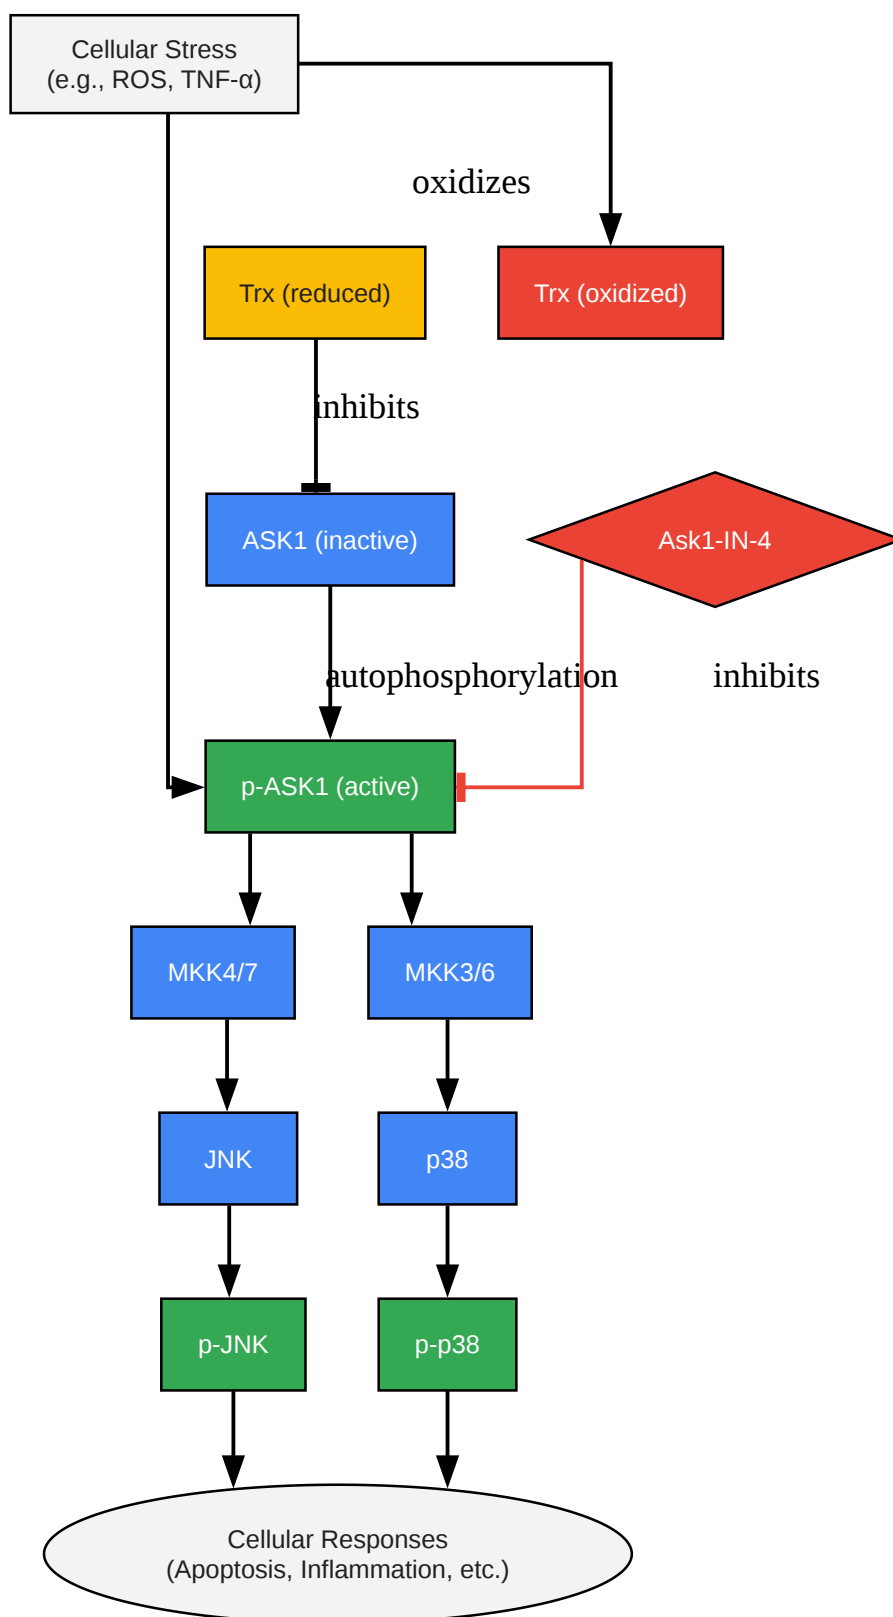 Cellular Stress
(e.g., ROS, TNF-α)
oxidizes
Trx (reduced)
Trx (oxidized)
inhibits
ASK1 (inactive)
Ask1-IN-4
autophosphorylation
inhibits
p-ASK1 (active)
MKK4/7
MKK3/6
JNK
p38
p-JNK
p-p38
Cellular Responses
(Apoptosis, Inflammation, etc.)